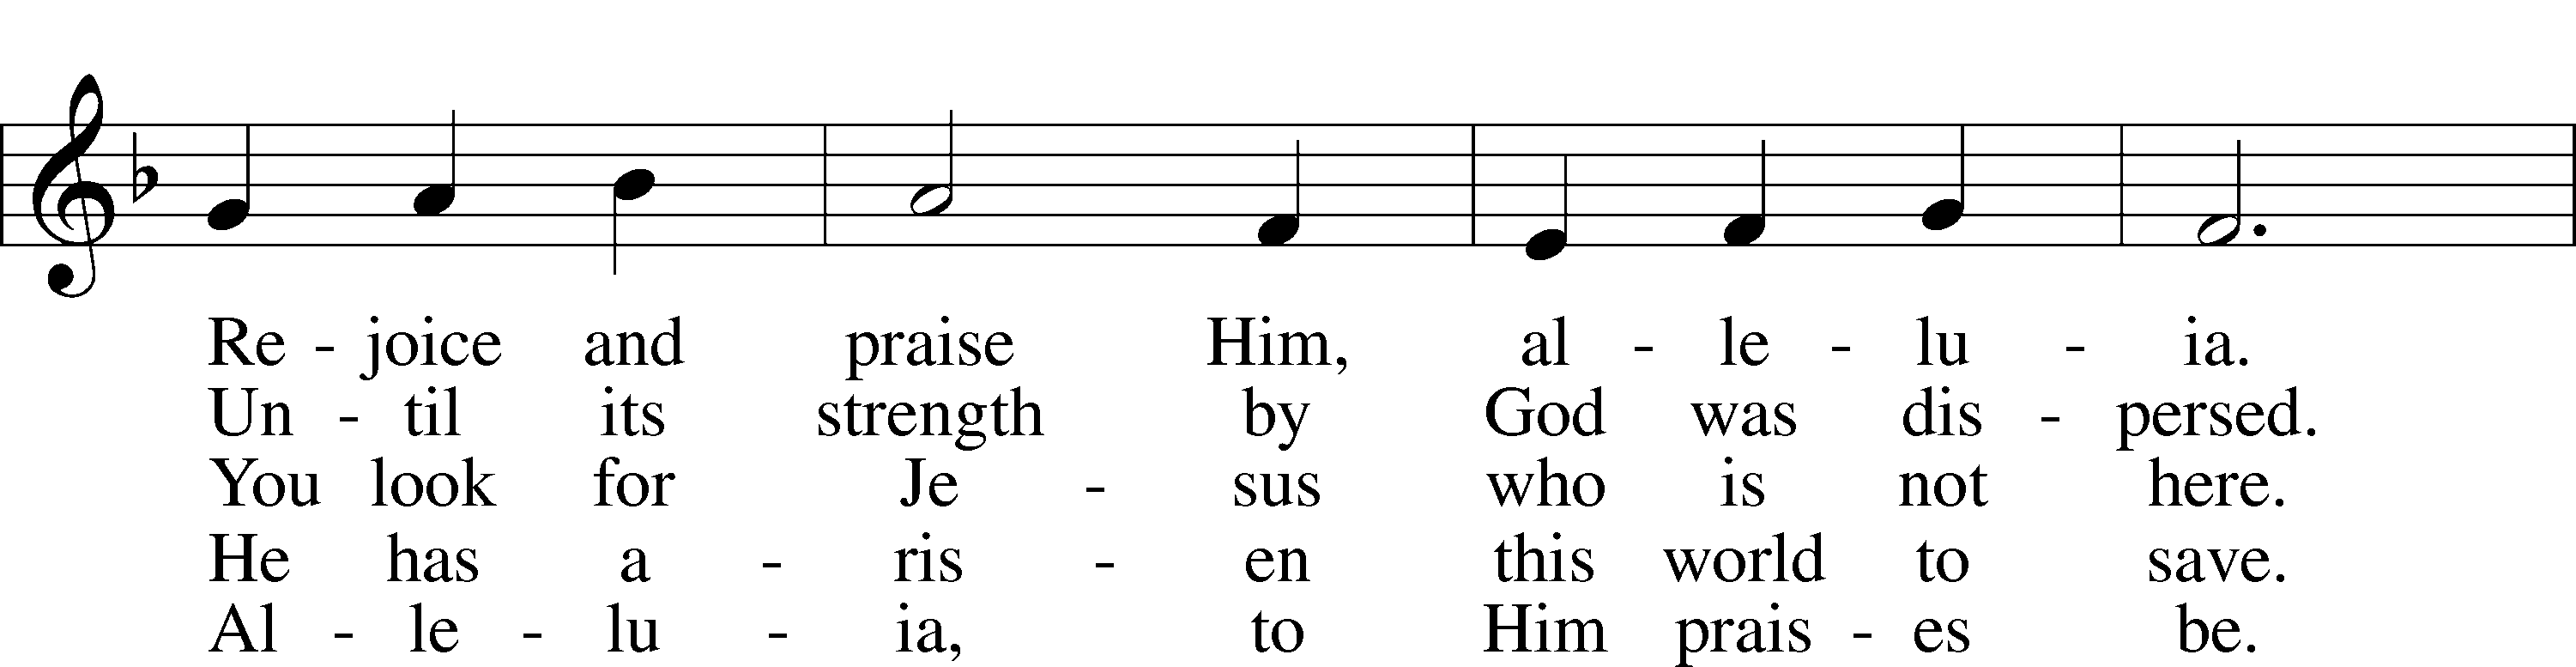 Re - joice and praise Him, al - le - lu - ia.
Un - til its strength by God was dis - persed.
You look for Je - sus who is not here.
He has a - ris - en this world to save.
Al - le - lu - ia, to Him prais - es be.